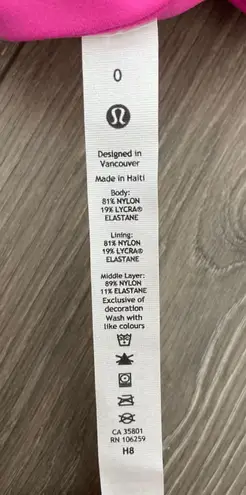 0
Designed in
Vancouver
Made in Haiti
Body:
81% NYLON
19% LYCRA®
ELASTANE
Lining:
81% NYLON
19% LYCRA®
ELASTANE
Middle Layer:
89% NYLON
11% ELASTANE
Exclusive of
decoration
Wash with
like colours
CA 35801
RN 106259
H8